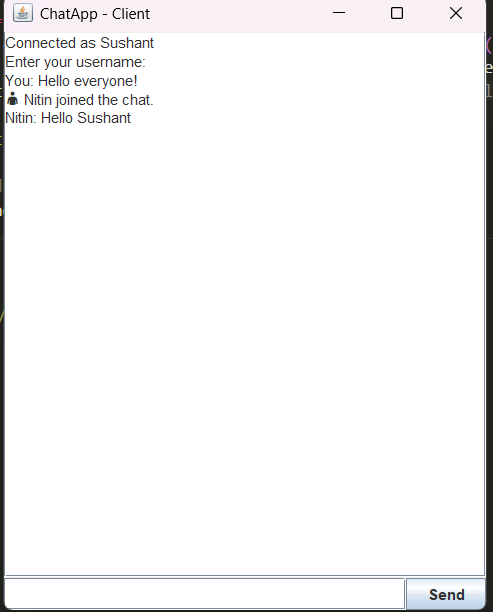 ChatApp - Client
Connected as Sushant
Enter your username:
You: Hello everyone!
Nitin joined the chat.
Nitin: Hello Sushant
Send